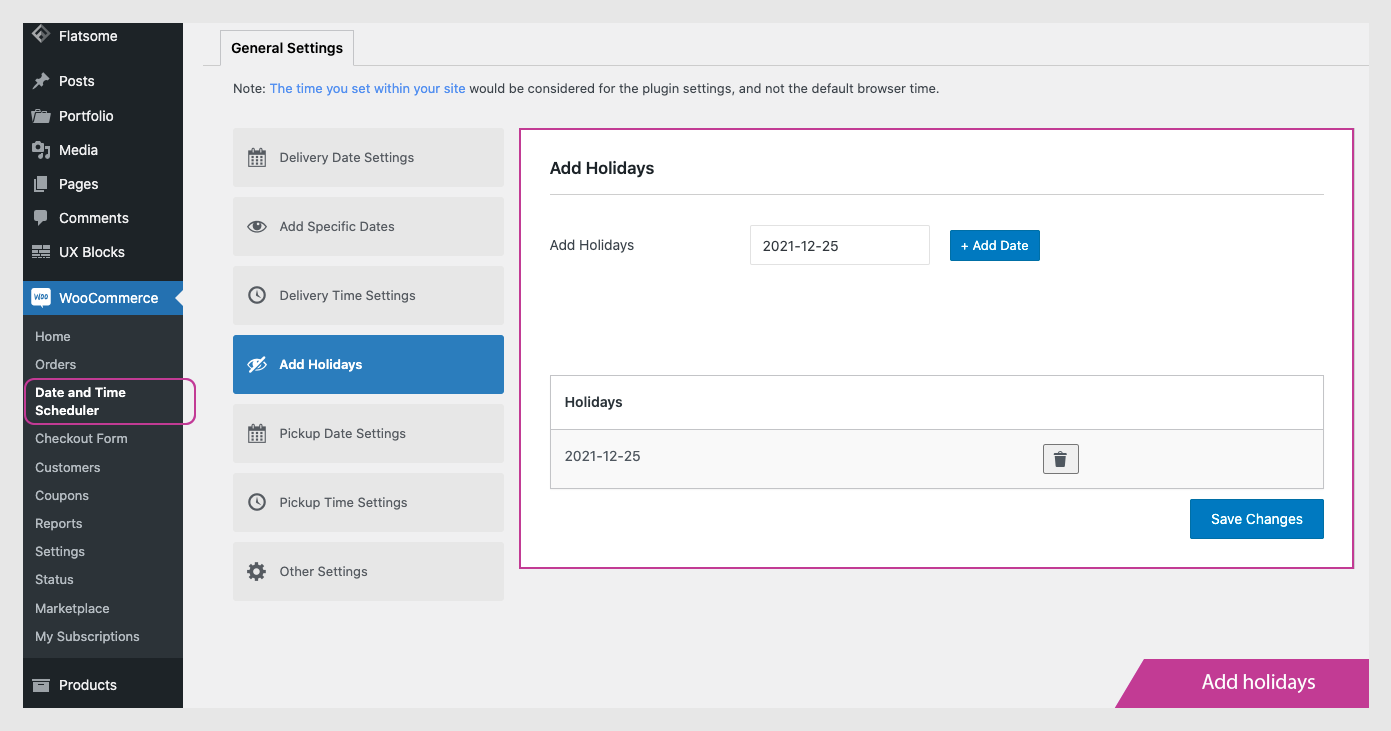 Flatsome
Posts
Portfolio
Media
Pages
Comments
UX Blocks
WOO WooCommerce
Home
Orders
Date and Time
Scheduler
Checkout Form
Customers
Coupons
Reports
Settings
Status
Marketplace
My Subscriptions
Products
General Settings
Note: The time you set within your site would be considered for the plugin settings, and not the default browser time.
Delivery Date Settings
Add Specific Dates
Delivery Time Settings
Add Holidays
Pickup Date Settings
Pickup Time Settings
Other Settings
Add Holidays
Add Holidays 2021-12-25 + Add Date
Holidays
2021-12-25
Save Changes
Add holidays